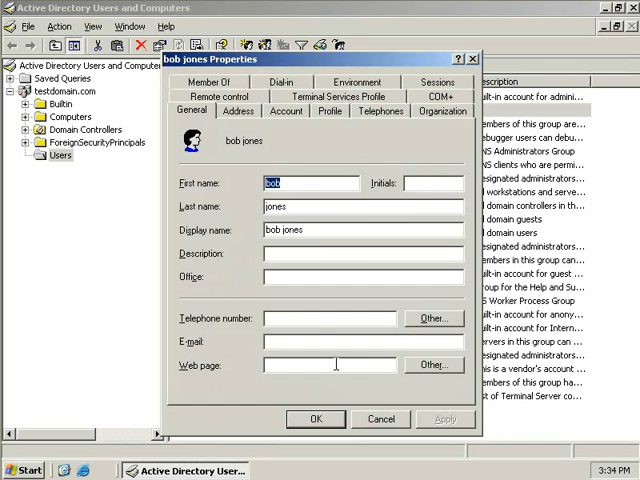 Active Directory Users and Computers
File Action View Window Help
bob jones Properties
Active Directory Users and Computer
Saved Queries
testdomain.com
Builtin
Computers
Domain Controllers
ForeignSecurityPrincipals
Users
Member Of Dial-in Environment Sessions
Remote control Terminal Services Profile COM+
General Address Account Profile Telephones Organization
bob jones
First name: bob Initials:
Last name: jones
Display name: bob jones
Description:
Office:
Telephone number: Other...
E-mail:
Web page: Other...
OK Cancel Apply
escription
uilt-in account for admini...
embers of this group are...
ebugger users can debu...
NS Administrators Group
NS clients who are permi...
esignated administrators...
workstations and serve...
domain controllers in th...
domain guests
domain users
esignated administrators...
embers in this group can...
uilt-in account for guest ...
roup for the Help and Su...
S Worker Process Group
uilt-in account for anony...
uilt-in account for Intern...
ervers in this group can ...
esignated administrators...
his is a vendor's account ...
embers of this group ha...
st of Terminal Server co...
Start Active Directory User... 3:34 PM